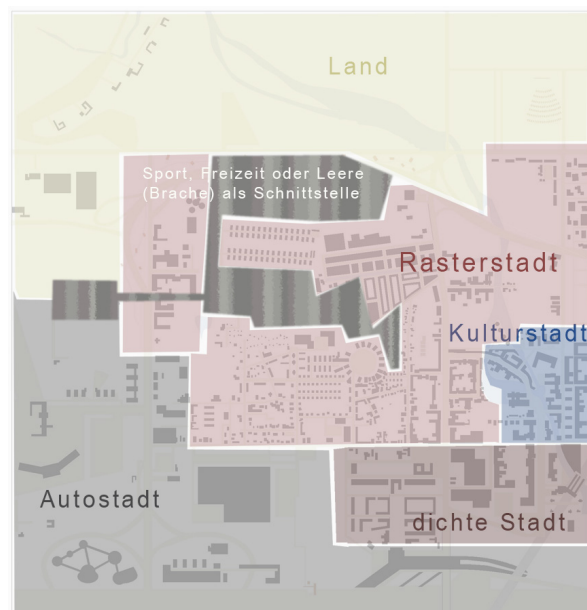 Land
Sport, Freizeit oder Leere
(Brache) als Schnittstelle
Rasterstadt
Kulturstadt
Autostadt
dichte Stadt